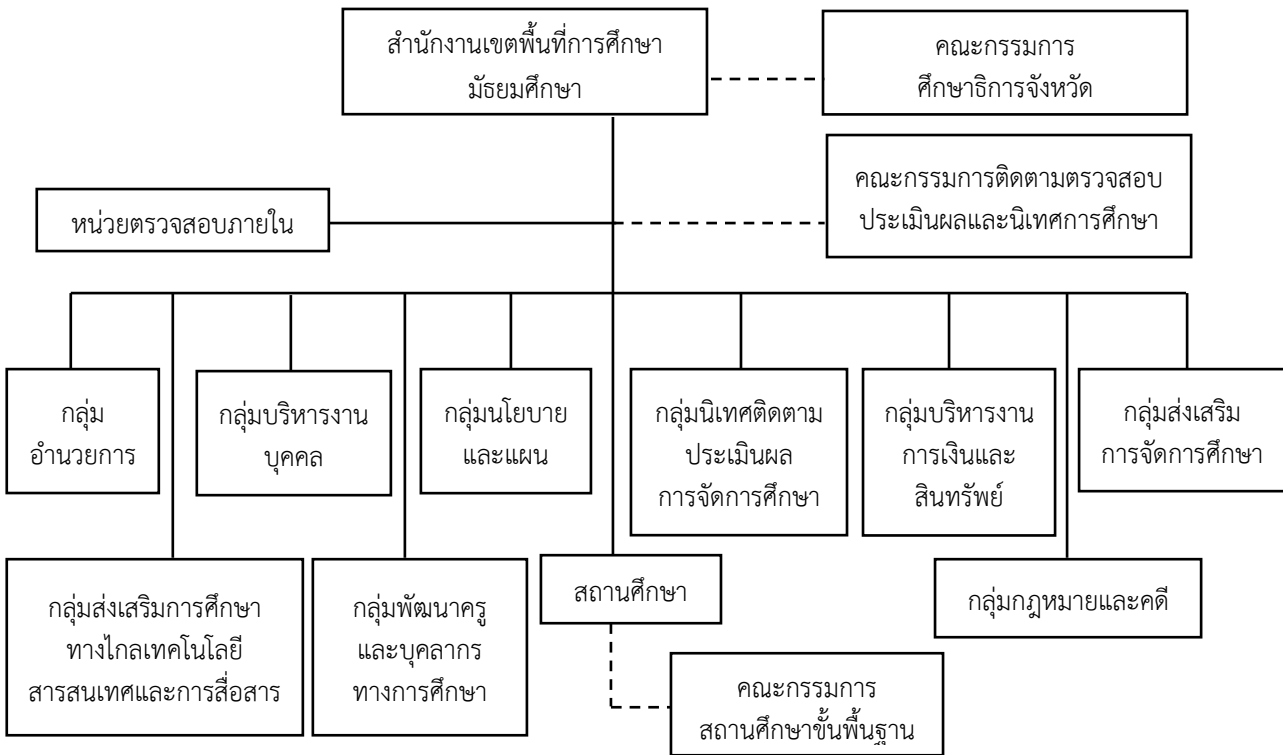 สำนักงานเขตพื้นที่การศึกษา
มัธยมศึกษา
คณะกรรมการ
ศึกษาธิการจังหวัด
คณะกรรมการติดตามตรวจสอบ
ประเมินผลและนิเทศการศึกษา
หน่วยตรวจสอบภายใน
กลุ่ม
อำนวยการ
กลุ่มบริหารงาน
บุคคล
กลุ่มนโยบาย
และแผน
กลุ่มนิเทศติดตาม
ประเมินผล
การจัดการศึกษา
กลุ่มบริหารงาน
การเงินและ
สินทรัพย์
กลุ่มส่งเสริม
การจัดการศึกษา
กลุ่มส่งเสริมการศึกษา
ทางไกลเทคโนโลยี
สารสนเทศและการสื่อสาร
กลุ่มพัฒนาครู
และบุคลากร
ทางการศึกษา
สถานศึกษา
กลุ่มกฎหมายและคดี
คณะกรรมการ
สถานศึกษาขั้นพื้นฐาน